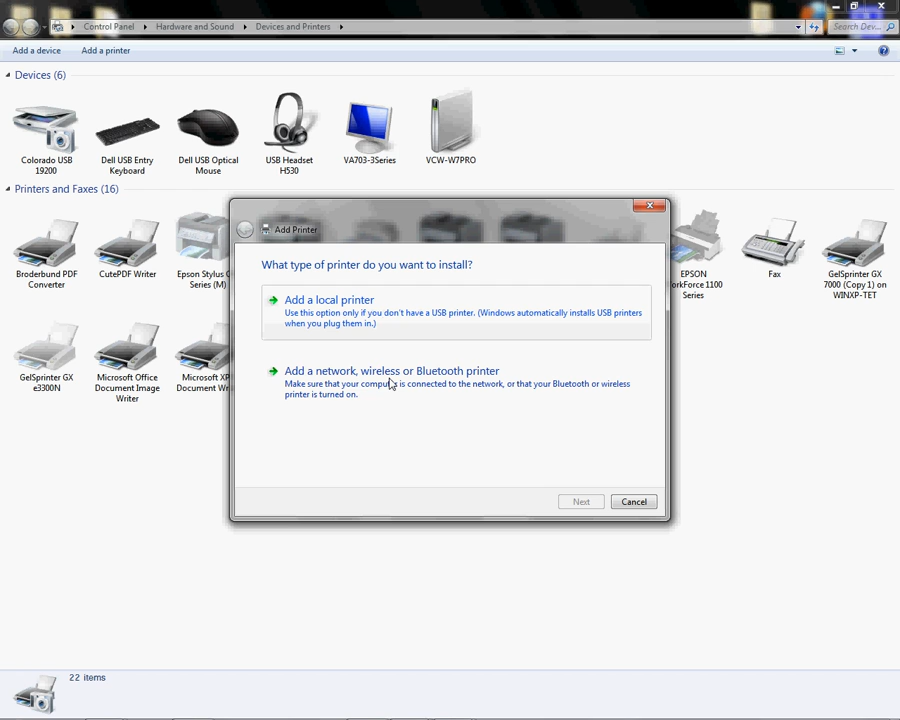 Control Panel Hardware and Sound Devices and Printers Search Dev...
Add a device Add a printer
Devices (6)
Colorado USB
19200
Dell USB Entry
Keyboard
Dell USB Optical
Mouse
USB Headset
H530
VA703-3Series
VCW-W7PRO
Printers and Faxes (16)
Broderbund PDF
Converter
CutePDF Writer
Epson Stylus
Series (M)
EPSON
orkForce 1100
Series
Fax
GelSprinter GX
7000 (Copy 1) on
WINXP-TET
GelSprinter GX
e3300N
Microsoft Office
Document Image
Writer
Microsoft XP
Document Wr
Add Printer
What type of printer do you want to install?
Add a local printer
Use this option only if you don't have a USB printer. (Windows automatically installs USB printers
when you plug them in.)
Add a network, wireless or Bluetooth printer
Make sure that your computer is connected to the network, or that your Bluetooth or wireless
printer is turned on.
Next Cancel
22 items